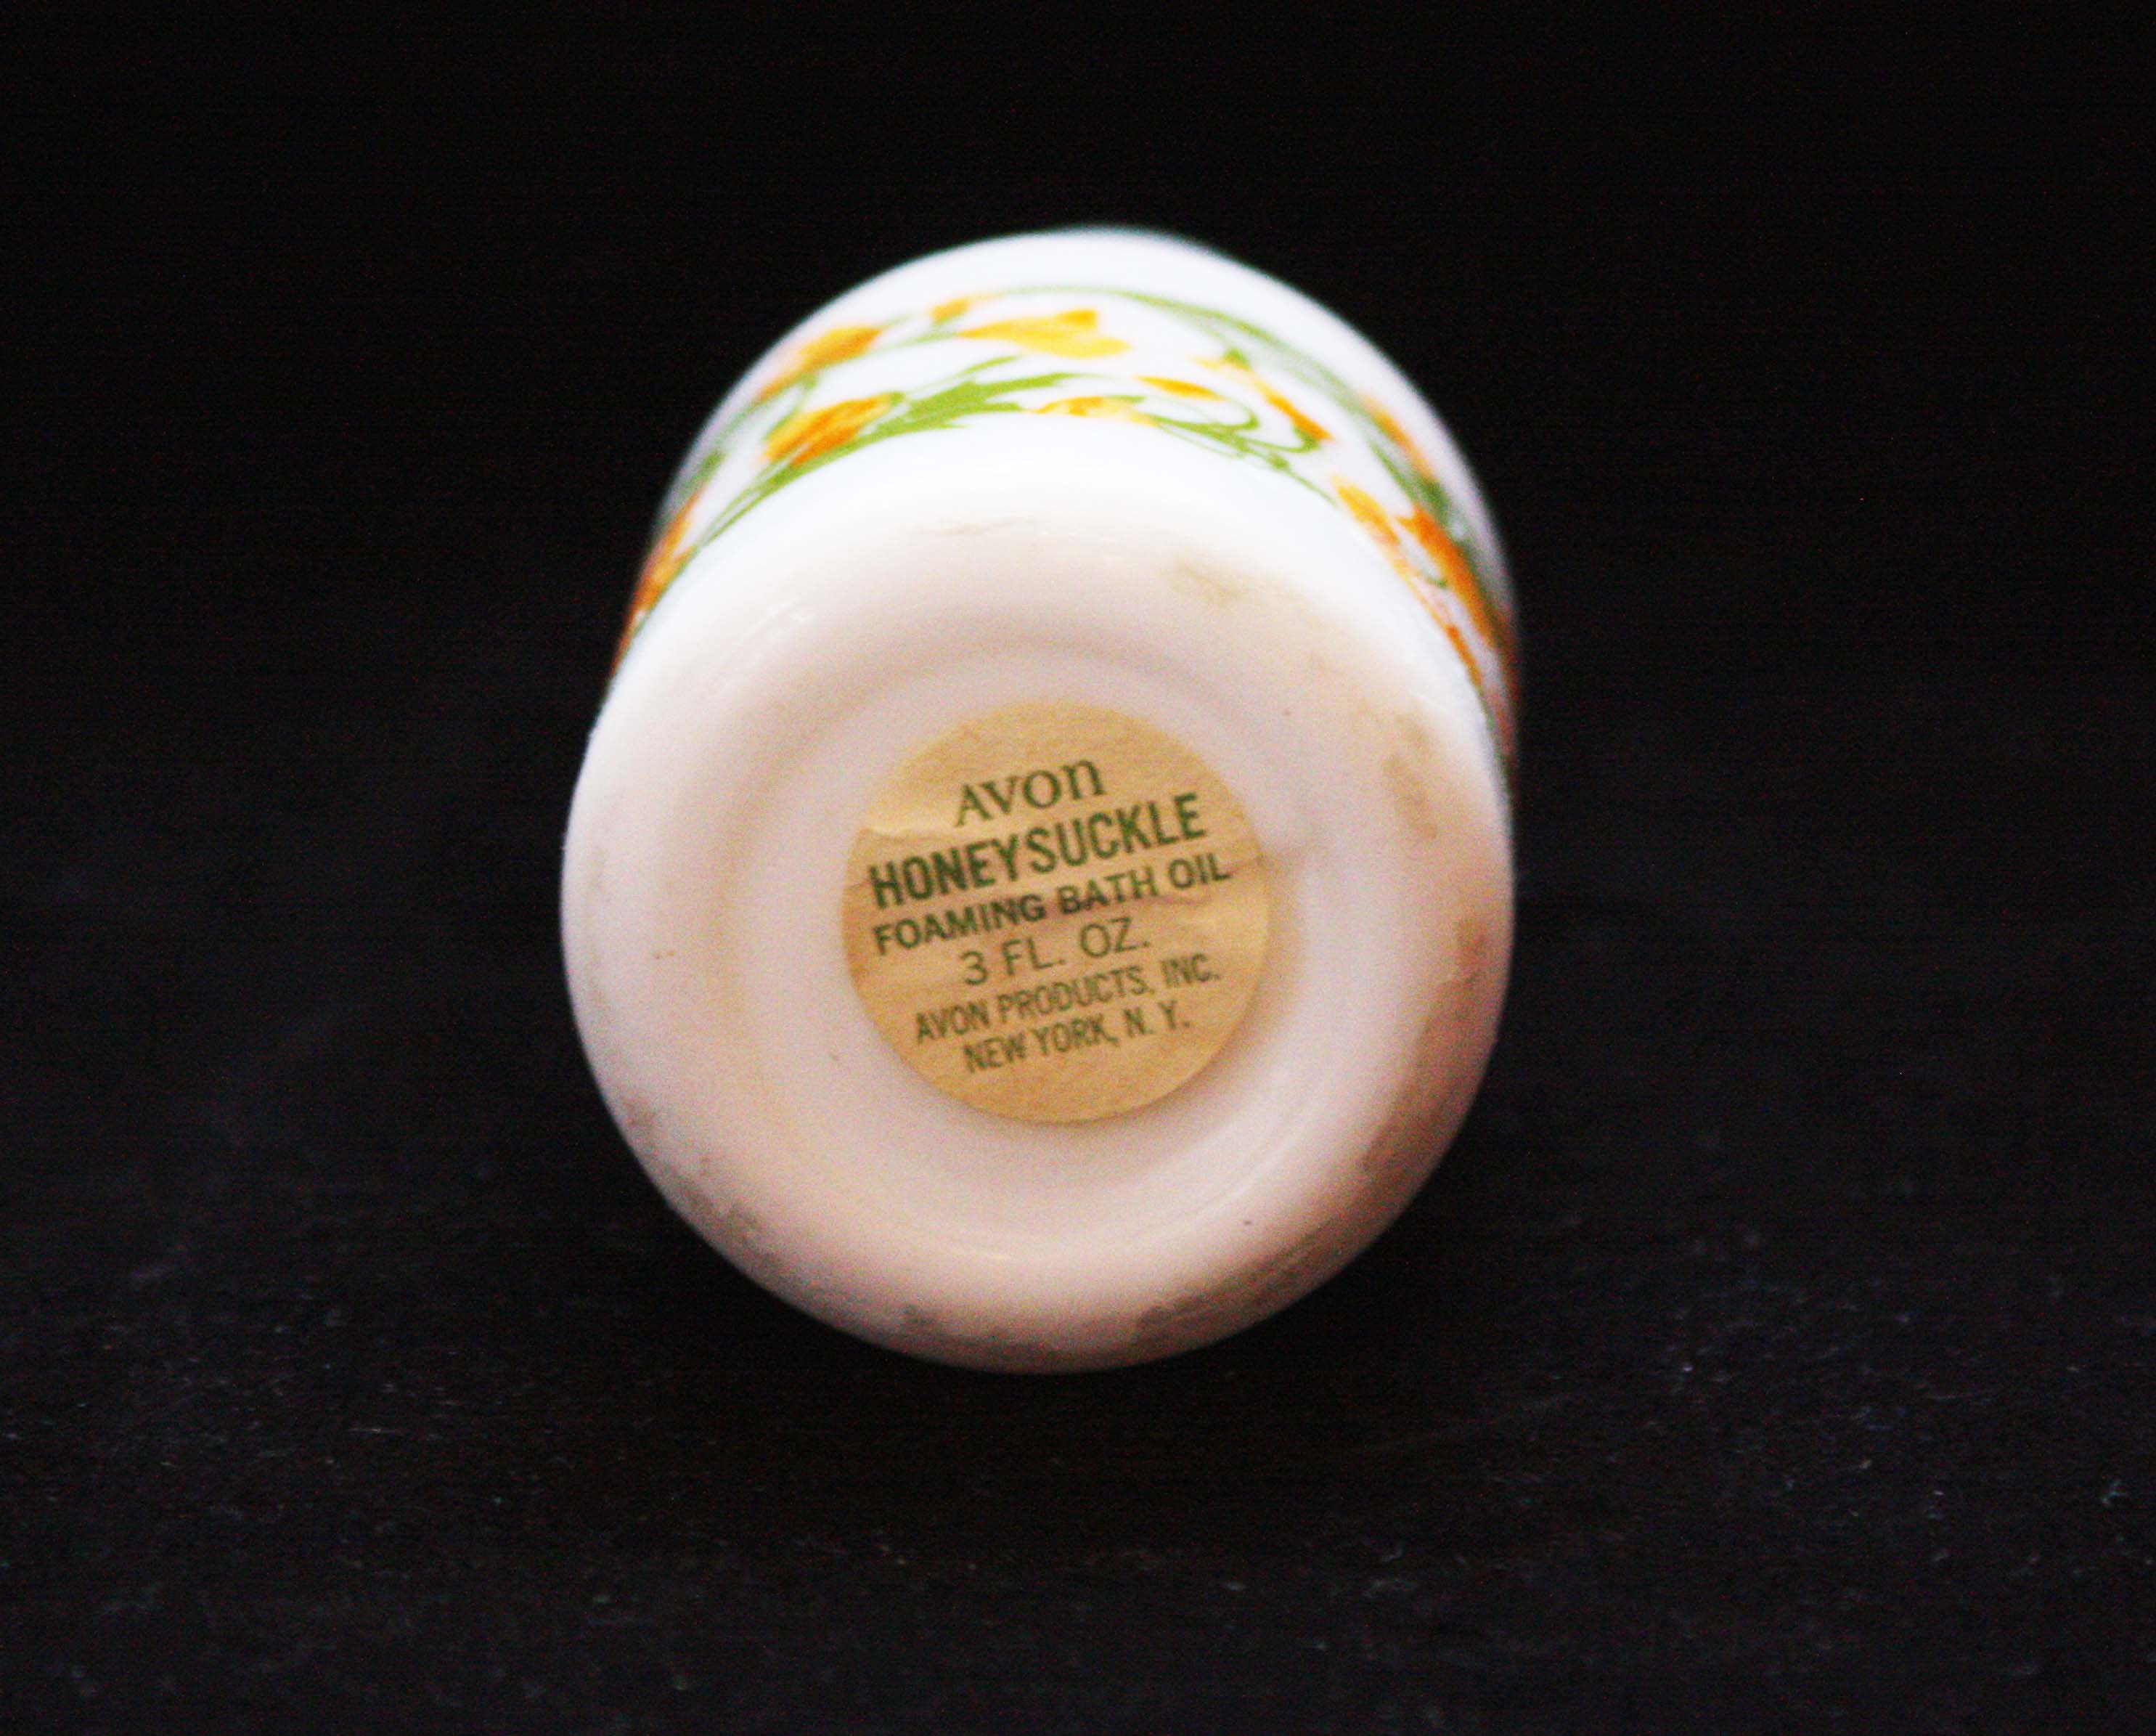 AVON
HONEYSUCKLE
FOAMING BATH OIL
3 FL. OZ.
AVON PRODUCTS, INC.
NEW YORK, N. Y.